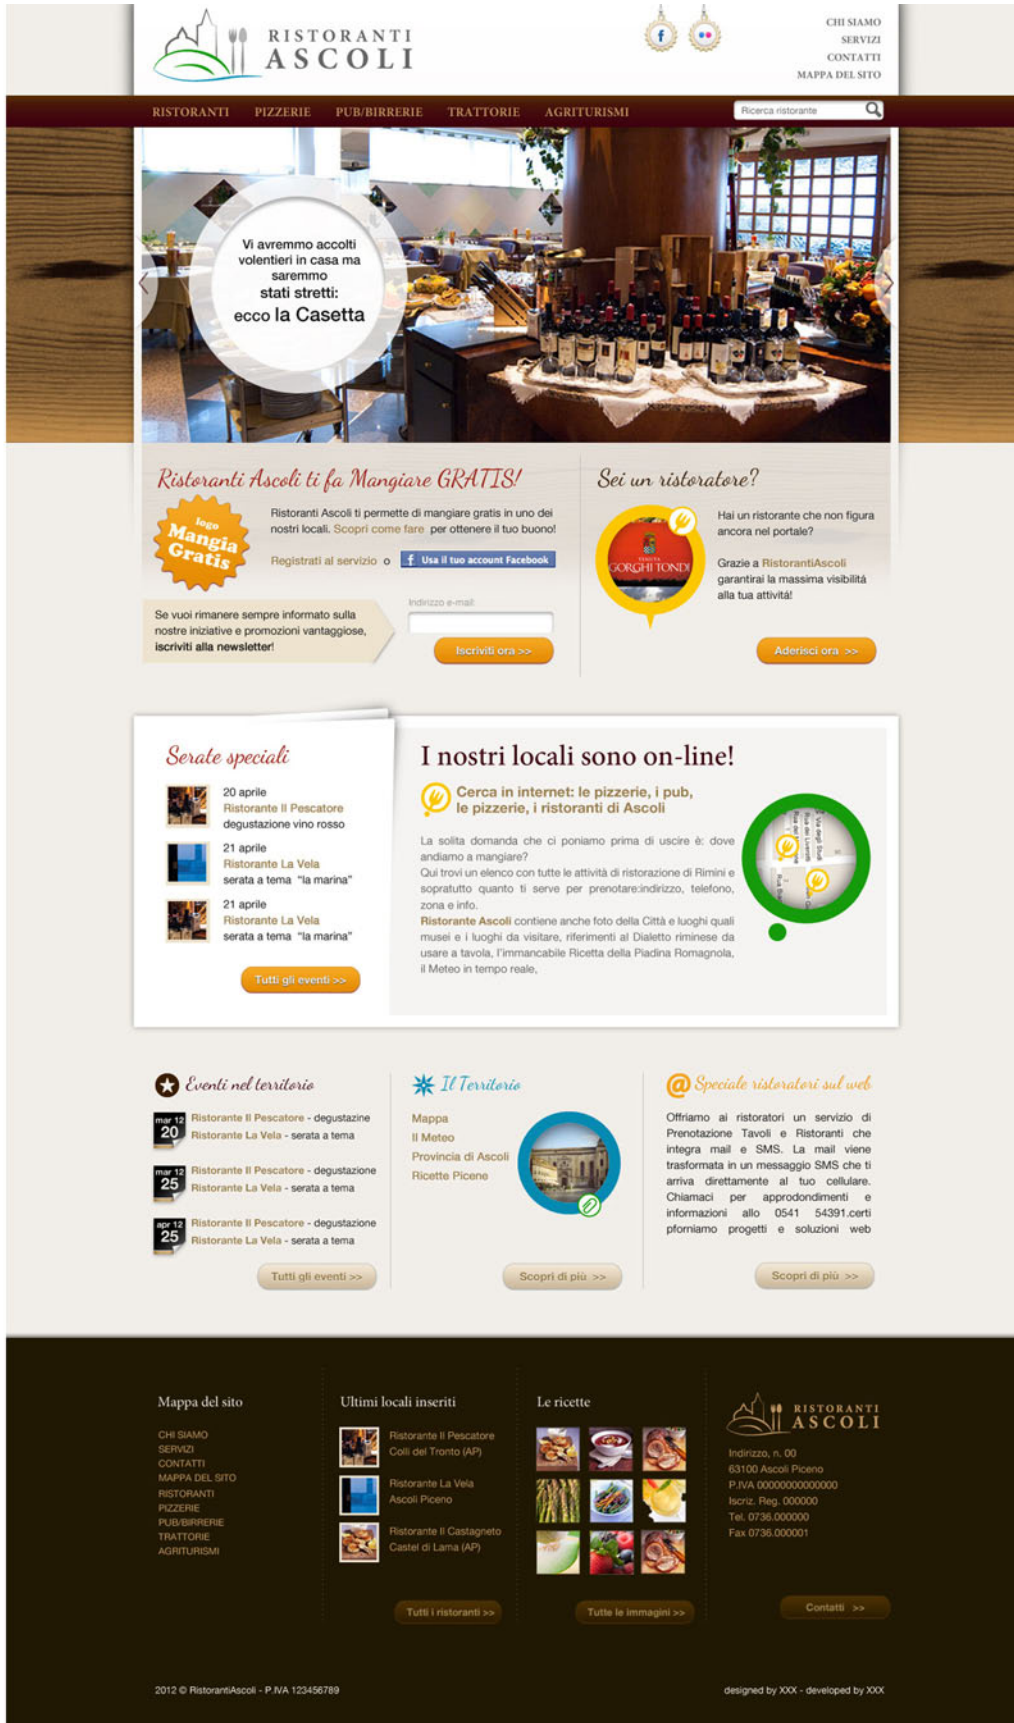 RISTORANTI
ASCOLI
CHI SIAMO
SERVIZI
CONTATTI
MAPPA DEL SITO
RISTORANTI PIZZERIE PUB/BIRRERIE TRATTORIE AGRITURISMI
Ricerca ristorante
Vi avremmo accolti
volentieri in casa ma
saremmo
stati stretti:
ecco la Casetta
Ristoranti Ascoli ti fa Mangiare GRATIS!
logo
Mangia
Gratis
Ristoranti Ascoli ti permette di mangiare gratis in uno dei
nostri locali. Scopri come fare per ottenere il tuo buono!
Registrati al servizio o
f Usa il tuo account Facebook
Se vuoi rimanere sempre informato sulla
nostre iniziative e promozioni vantaggiose,
iscriviti alla newsletter!
Indirizzo e-mail:
Iscriviti ora >>
Sei un ristoratore?
TENUTA
GORGHI TONDI
Hai un ristorante che non figura
ancora nel portale?
Grazie a RistorantiAscoli
garantirai la massima visibilitá
alla tua attivitá!
Aderisci ora >>
Serate speciali
20 aprile
Ristorante Il Pescatore
degustazione vino rosso
21 aprile
Ristorante La Vela
serata a tema "la marina"
21 aprile
Ristorante La Vela
serata a tema "la marina"
Tutti gli eventi >>
I nostri locali sono on-line!
Cerca in internet: le pizzerie, i pub,
le pizzerie, i ristoranti di Ascoli
La solita domanda che ci poniamo prima di uscire è: dove
andiamo a mangiare?
Qui trovi un elenco con tutte le attività di ristorazione di Rimini e
sopratutto quanto ti serve per prenotare:indirizzo, telefono,
zona e info.
Ristorante Ascoli contiene anche foto della Città e luoghi quali
musei e i luoghi da visitare, riferimenti al Dialetto riminese da
usare a tavola, l'immancabile Ricetta della Piadina Romagnola,
il Meteo in tempo reale,
Via degli Studi
Eventi nel territorio
mar 12
20
Ristorante Il Pescatore - degustazine
Ristorante La Vela - serata a tema
mar 12
25
Ristorante Il Pescatore - degustazione
Ristorante La Vela - serata a tema
apr 12
25
Ristorante Il Pescatore - degustazione
Ristorante La Vela - serata a tema
Tutti gli eventi >>
Il Territorio
Mappa
Il Meteo
Provincia di Ascoli
Ricette Picene
Scopri di più >>
@ Speciale ristoratori sul web
Offriamo ai ristoratori un servizio di
Prenotazione Tavoli e Ristoranti che
integra mail e SMS. La mail viene
trasformata in un messaggio SMS che ti
arriva direttamente al tuo cellulare.
Chiamaci per approdondimenti e
informazioni allo 0541 54391.certi
pforniamo progetti e soluzioni web
Scopri di più >>
Mappa del sito
CHI SIAMO
SERVIZI
CONTATTI
MAPPA DEL SITO
RISTORANTI
PIZZERIE
PUB/BIRRERIE
TRATTORIE
AGRITURISMI
Ultimi locali inseriti
Ristorante Il Pescatore
Colli del Tronto (AP)
Ristorante La Vela
Ascoli Piceno
Ristorante Il Castagneto
Castel di Lama (AP)
Tutti i ristoranti >>
Le ricette
Tutte le immagini >>
RISTORANTI
ASCOLI
Indirizzo, n. 00
63100 Ascoli Piceno
P.IVA 00000000000000
Iscriz. Reg. 000000
Tel. 0736.000000
Fax 0736.000001
Contatti >>
2012 © RistorantiAscoli - P.IVA 123456789
designed by XXX - developed by XXX